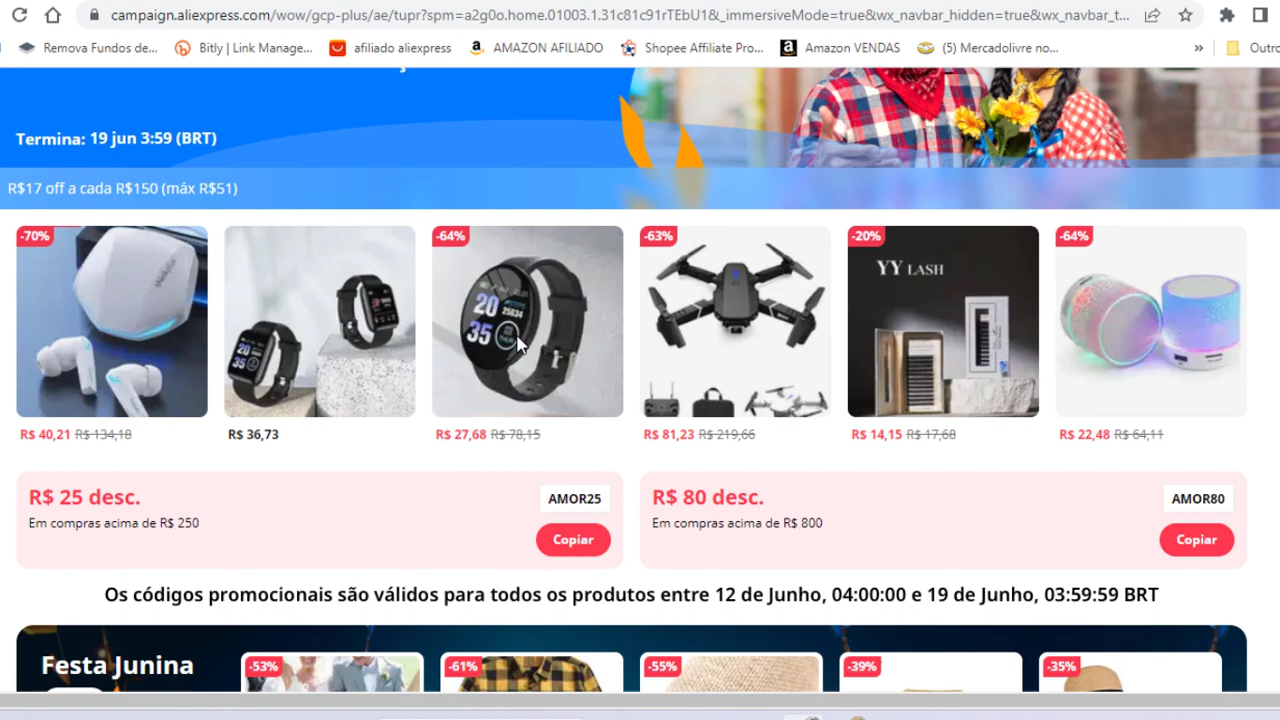 campaign.aliexpress.com/wow/gcp-plus/ae/tupr?spm=a2g0o.home.01003.1.31c81c91rTEbU1&_immersiveMode=true&wx_navbar_hidden=true&wx_navbar_t...
Remova Fundos de... Bitly | Link Manage... afiliado aliexpress AMAZON AFILIADO Shopee Affiliate Pro... Amazon VENDAS (5) Mercadolivre no... » Outro
Termina: 19 jun 3:59 (BRT)
R$17 off a cada R$150 (máx R$51)
-70% -64% -63% -20% -64%
YY LASH
20
35
25634
20
35
R$ 40,21 R$ 134,18 R$ 36,73 R$ 27,68 R$ 78,15 R$ 81,23 R$ 219,66 R$ 14,15 R$ 17,68 R$ 22,48 R$ 64,11
R$ 25 desc. AMOR25
Em compras acima de R$ 250
Copiar
R$ 80 desc. AMOR80
Em compras acima de R$ 800
Copiar
Os códigos promocionais são válidos para todos os produtos entre 12 de Junho, 04:00:00 e 19 de Junho, 03:59:59 BRT
Festa Junina
-53% -61% -55% -39% -35%